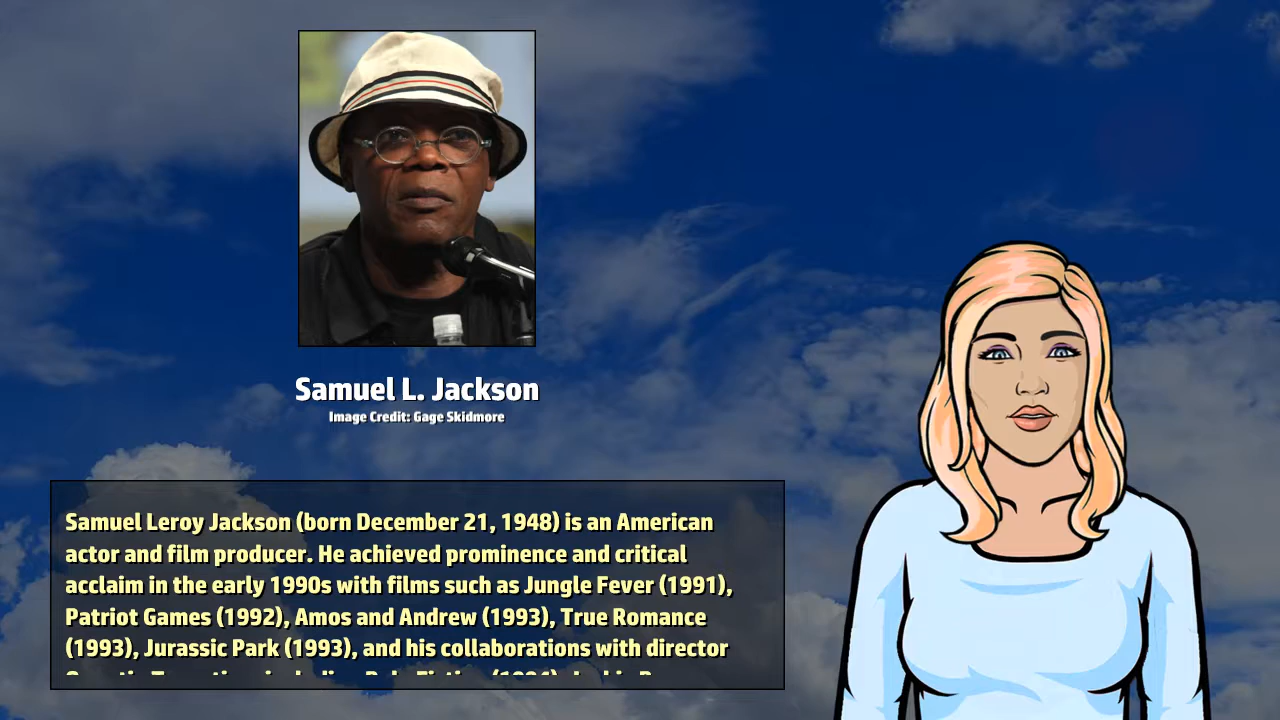 Samuel L. Jackson
Image Credit: Gage Skidmore
Samuel Leroy Jackson (born December 21, 1948) is an American
actor and film producer. He achieved prominence and critical
acclaim in the early 1990s with films such as Jungle Fever (1991),
Patriot Games (1992), Amos and Andrew (1993), True Romance
(1993), Jurassic Park (1993), and his collaborations with director